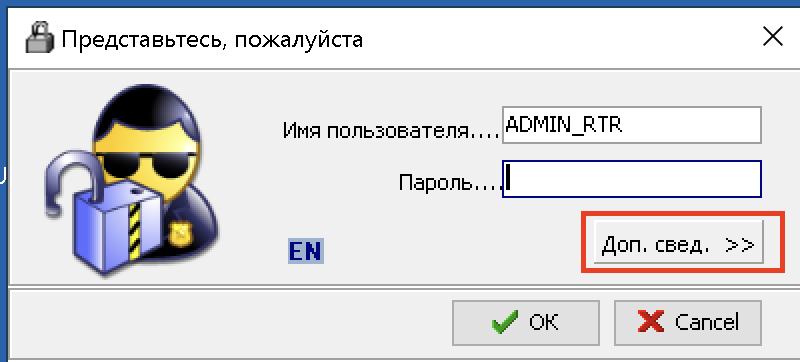 Представьтесь, пожалуйста
Имя пользователя.... ADMIN_RTR
Пароль....
EN
Доп. свед. >>
OK
Cancel